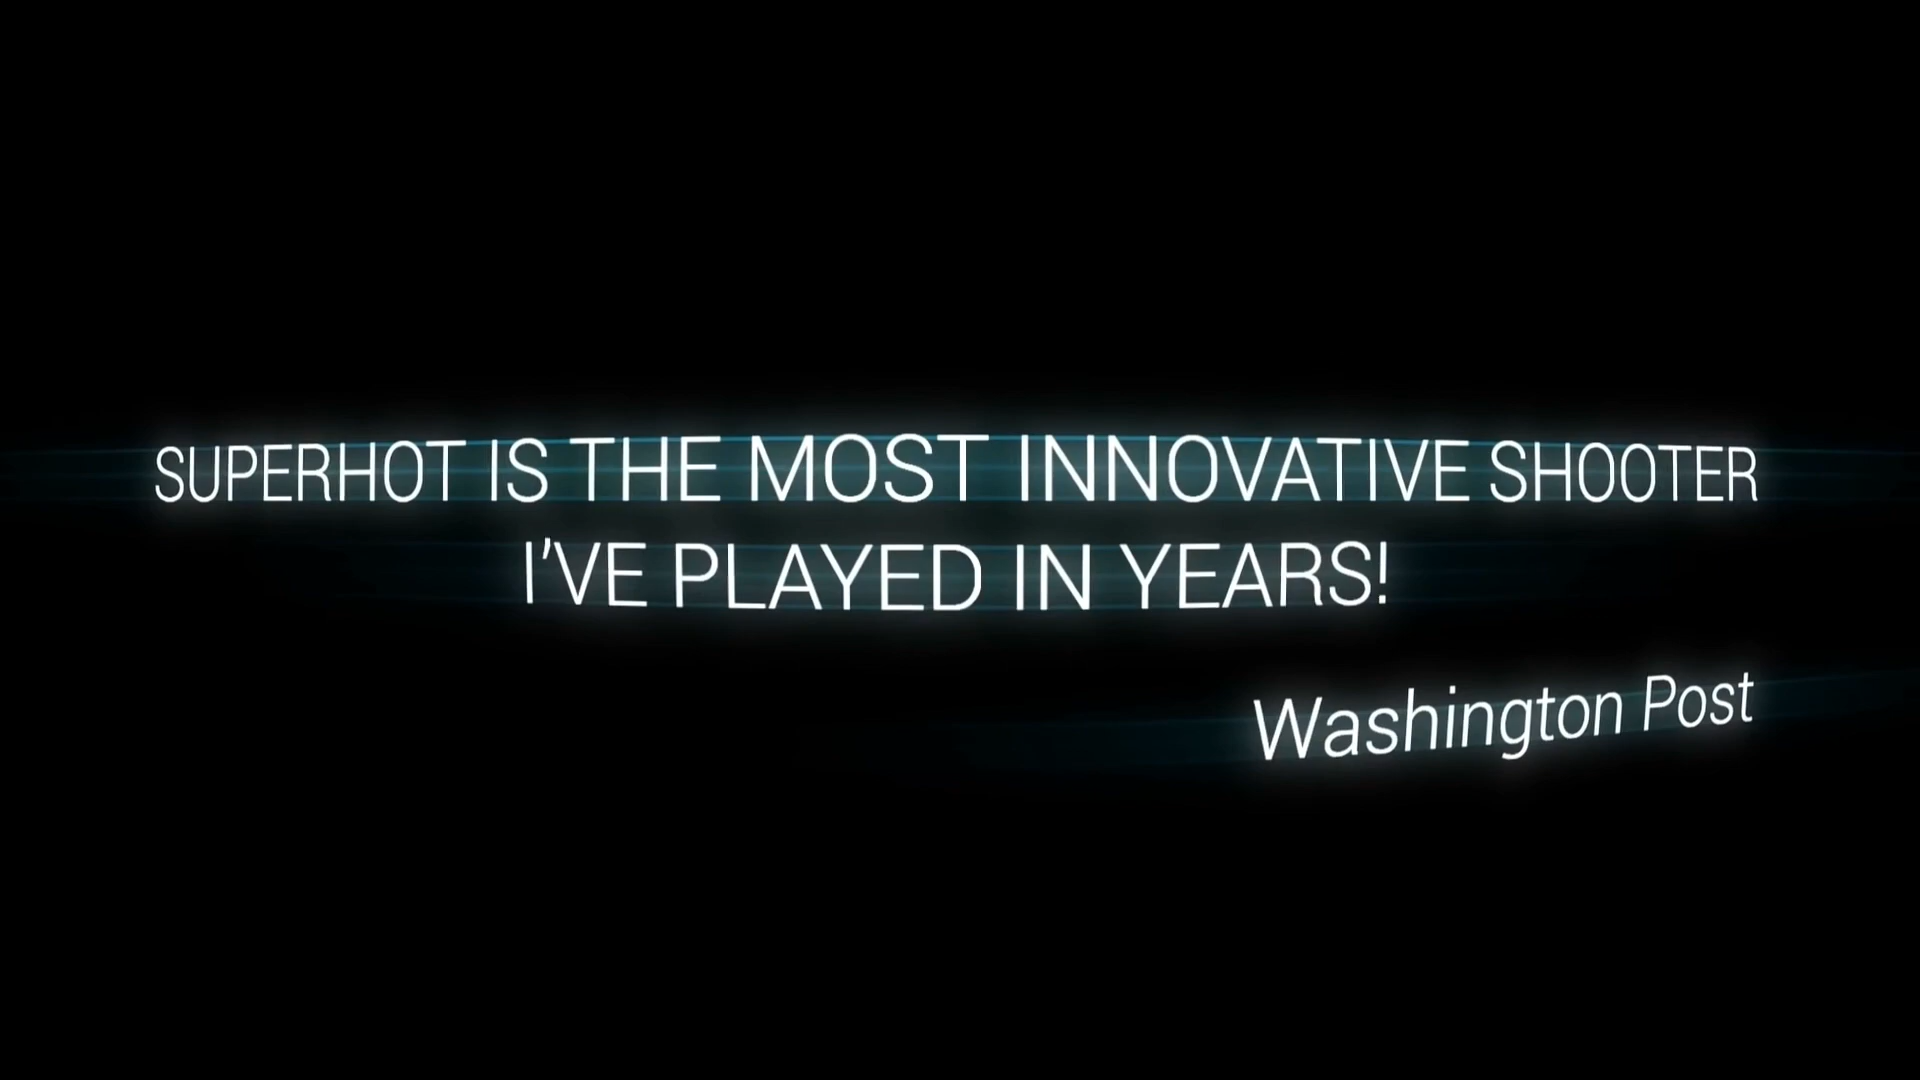 SUPERHOT IS THE MOST INNOVATIVE SHOOTER
I'VE PLAYED IN YEARS!
Washington Post